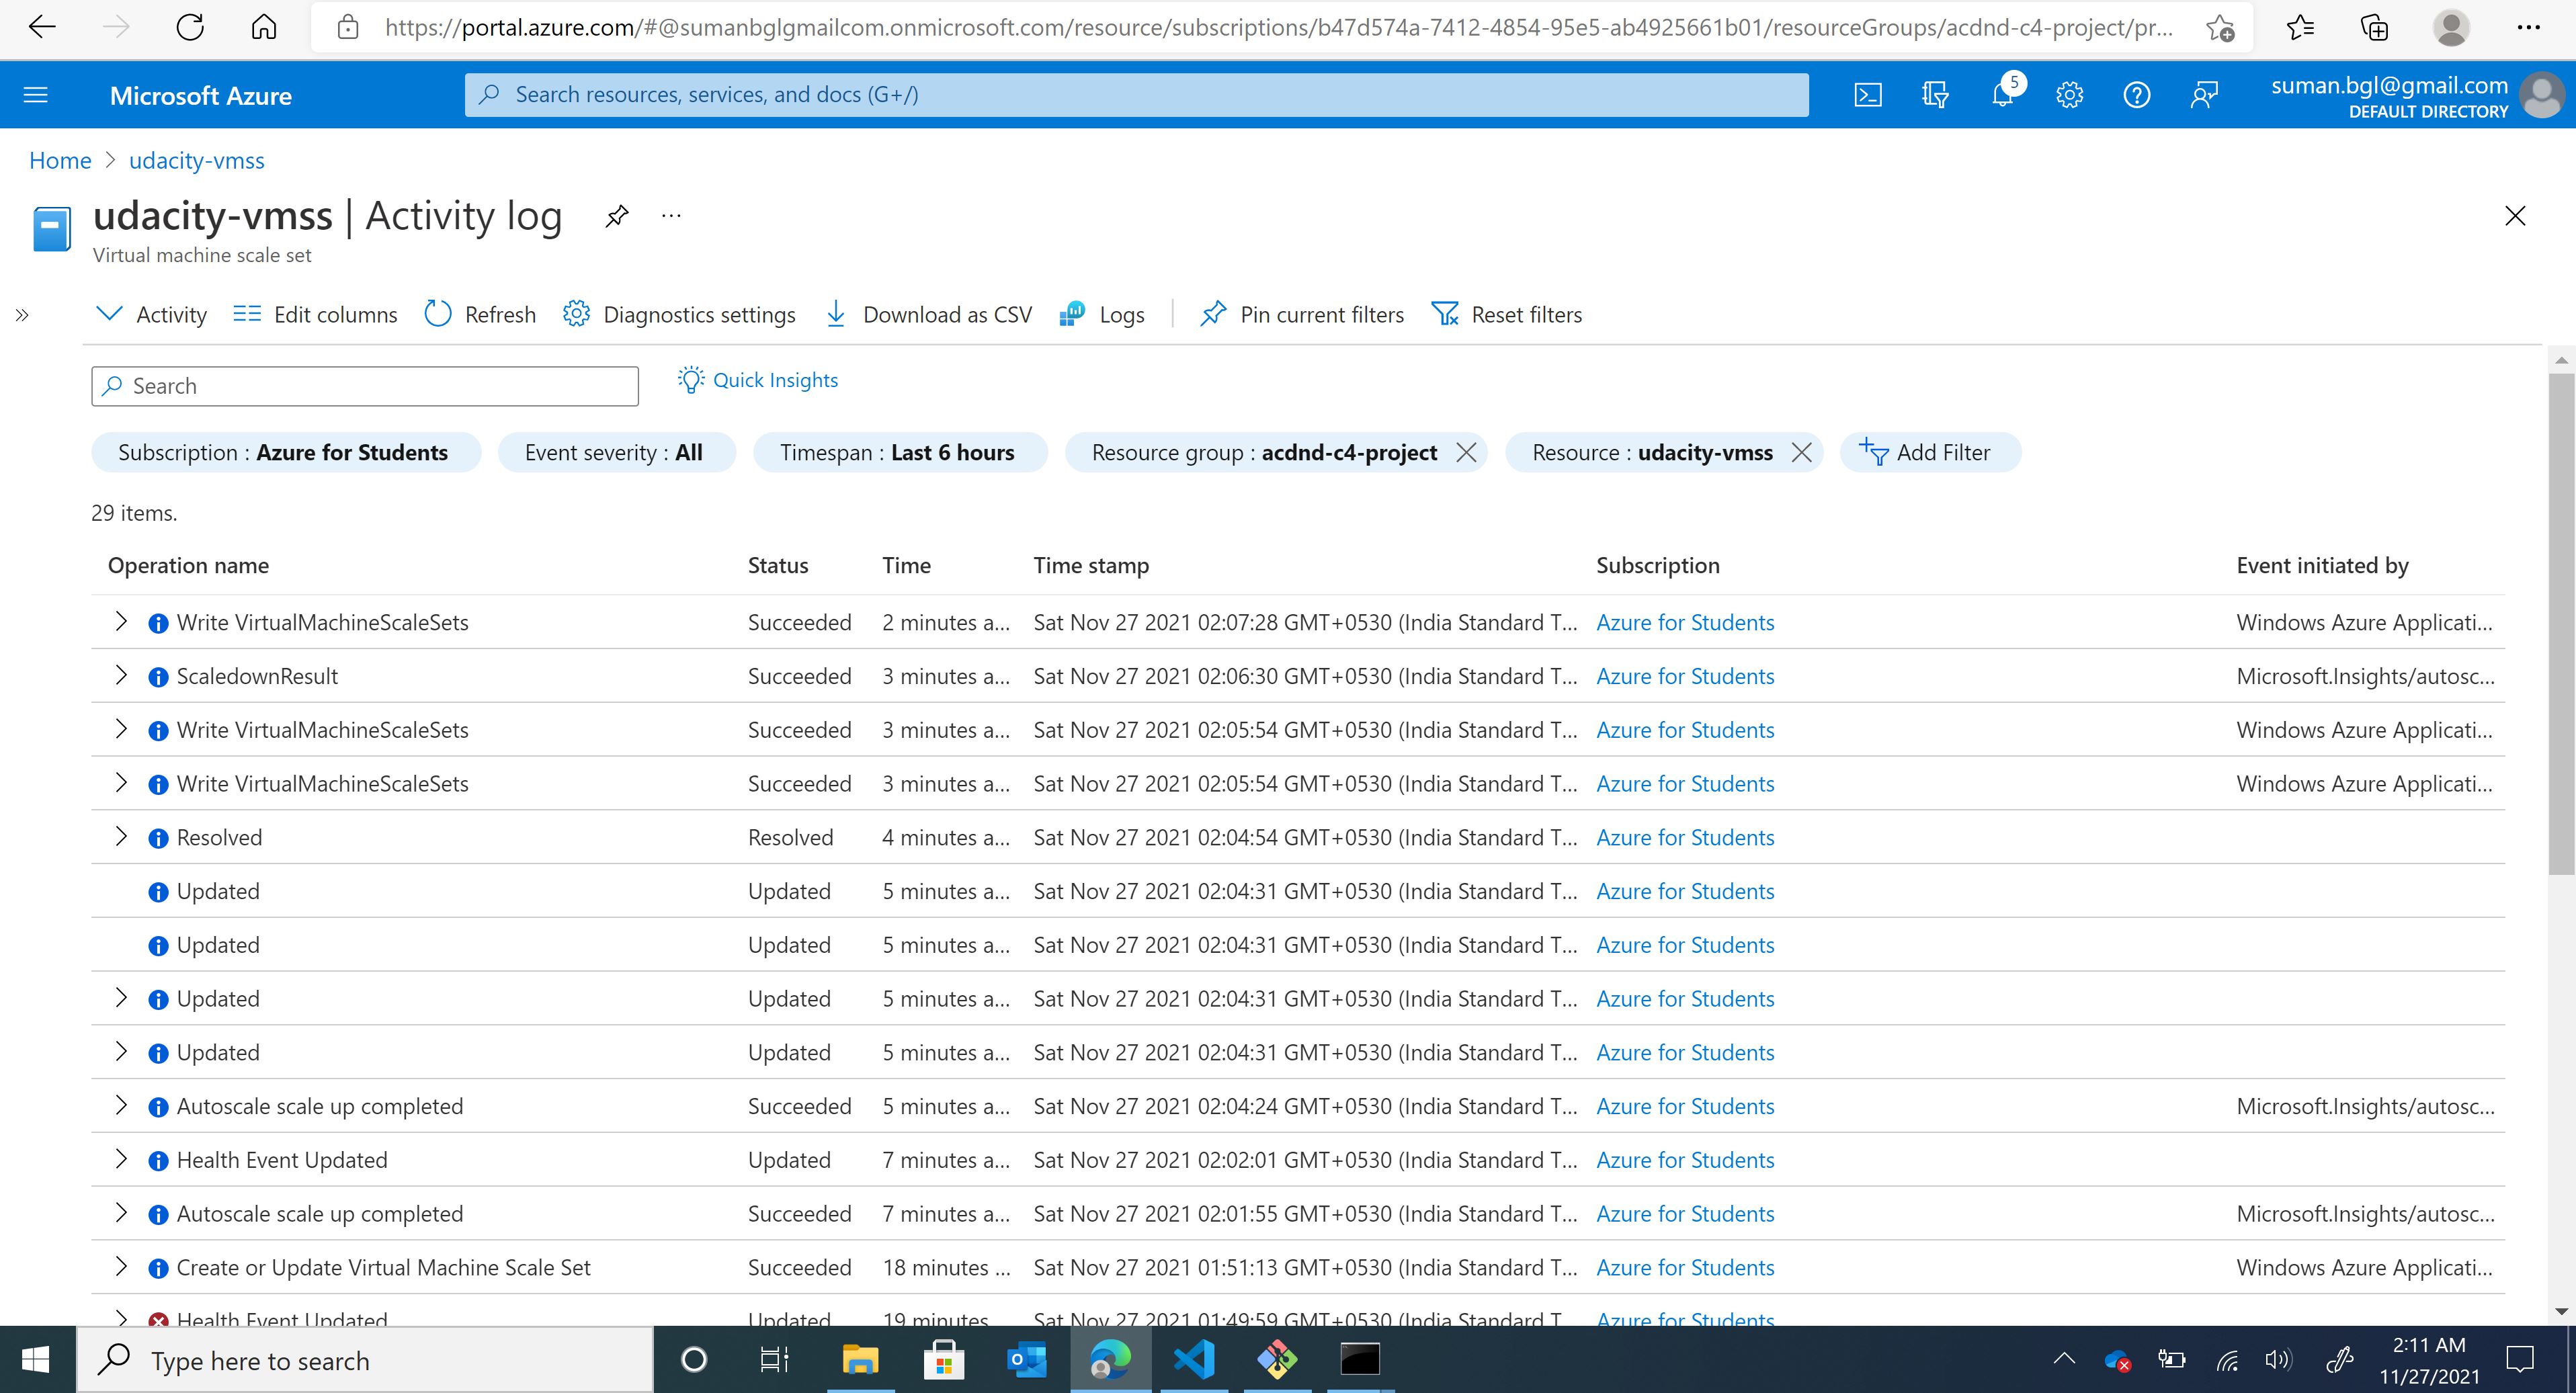 https://portal.azure.com/#@sumanbglgmailcom.onmicrosoft.com/resource/subscriptions/b47d574a-7412-4854-95e5-ab4925661b01/resourceGroups/acdnd-c4-project/pr...
Microsoft Azure
Search resources, services, and docs (G+/)
5
suman.bgl@gmail.com
DEFAULT DIRECTORY
Home > udacity-vmss
udacity-vmss | Activity log
Virtual machine scale set
Activity Edit columns Refresh Diagnostics settings Download as CSV Logs Pin current filters Reset filters
Search
Quick Insights
Subscription : Azure for Students Event severity : All Timespan : Last 6 hours Resource group : acdnd-c4-project Resource : udacity-vmss Add Filter
29 items.
Operation name Status Time Time stamp Subscription Event initiated by
Write VirtualMachineScaleSets Succeeded 2 minutes a... Sat Nov 27 2021 02:07:28 GMT+0530 (India Standard T... Azure for Students Windows Azure Applicati...
ScaledownResult Succeeded 3 minutes a... Sat Nov 27 2021 02:06:30 GMT+0530 (India Standard T... Azure for Students Microsoft.Insights/autosc...
Write VirtualMachineScaleSets Succeeded 3 minutes a... Sat Nov 27 2021 02:05:54 GMT+0530 (India Standard T... Azure for Students Windows Azure Applicati...
Write VirtualMachineScaleSets Succeeded 3 minutes a... Sat Nov 27 2021 02:05:54 GMT+0530 (India Standard T... Azure for Students Windows Azure Applicati...
Resolved Resolved 4 minutes a... Sat Nov 27 2021 02:04:54 GMT+0530 (India Standard T... Azure for Students
Updated Updated 5 minutes a... Sat Nov 27 2021 02:04:31 GMT+0530 (India Standard T... Azure for Students
Updated Updated 5 minutes a... Sat Nov 27 2021 02:04:31 GMT+0530 (India Standard T... Azure for Students
Updated Updated 5 minutes a... Sat Nov 27 2021 02:04:31 GMT+0530 (India Standard T... Azure for Students
Updated Updated 5 minutes a... Sat Nov 27 2021 02:04:31 GMT+0530 (India Standard T... Azure for Students
Autoscale scale up completed Succeeded 5 minutes a... Sat Nov 27 2021 02:04:24 GMT+0530 (India Standard T... Azure for Students Microsoft.Insights/autosc...
Health Event Updated Updated 7 minutes a... Sat Nov 27 2021 02:02:01 GMT+0530 (India Standard T... Azure for Students
Autoscale scale up completed Succeeded 7 minutes a... Sat Nov 27 2021 02:01:55 GMT+0530 (India Standard T... Azure for Students Microsoft.Insights/autosc...
Create or Update Virtual Machine Scale Set Succeeded 18 minutes ... Sat Nov 27 2021 01:51:13 GMT+0530 (India Standard T... Azure for Students Windows Azure Applicati...
Health Event Updated Updated 19 minutes ... Sat Nov 27 2021 01:49:59 GMT+0530 (India Standard T... Azure for Students
Type here to search
2:11 AM
11/27/2021